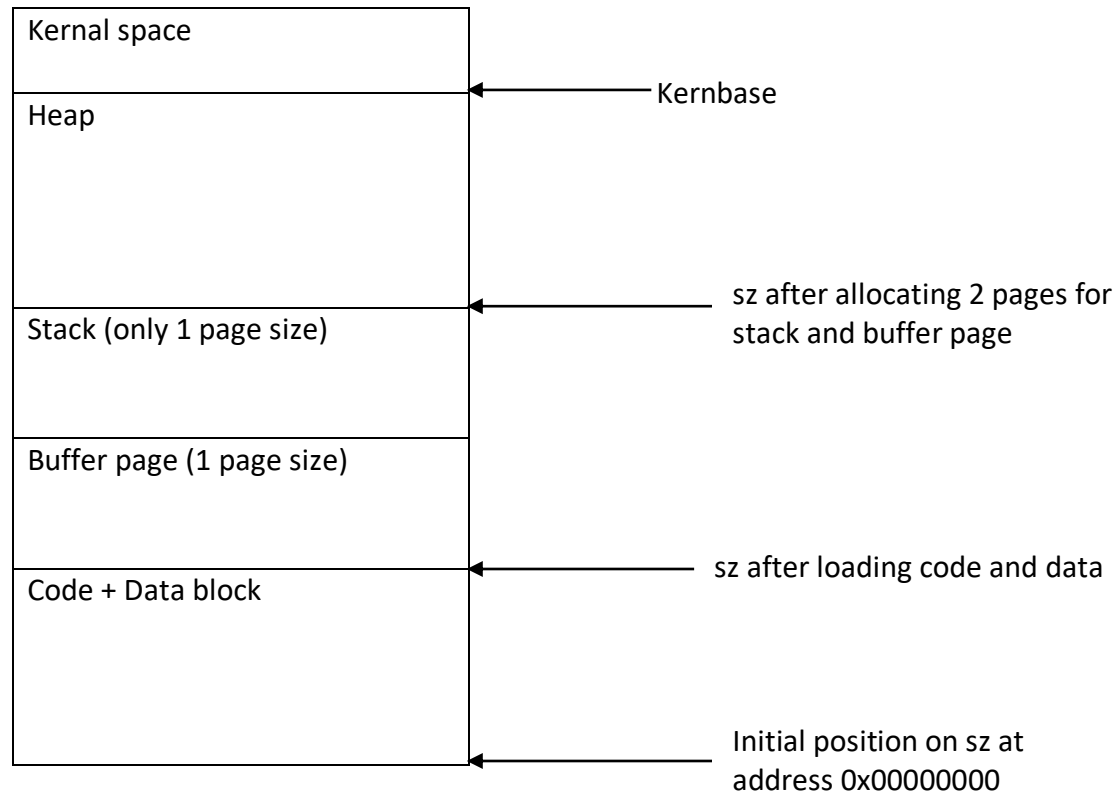 Kernal space
Kernbase
Heap
sz after allocating 2 pages for
stack and buffer page
Stack (only 1 page size)
Buffer page (1 page size)
sz after loading code and data
Code + Data block
Initial position on sz at
address 0x00000000